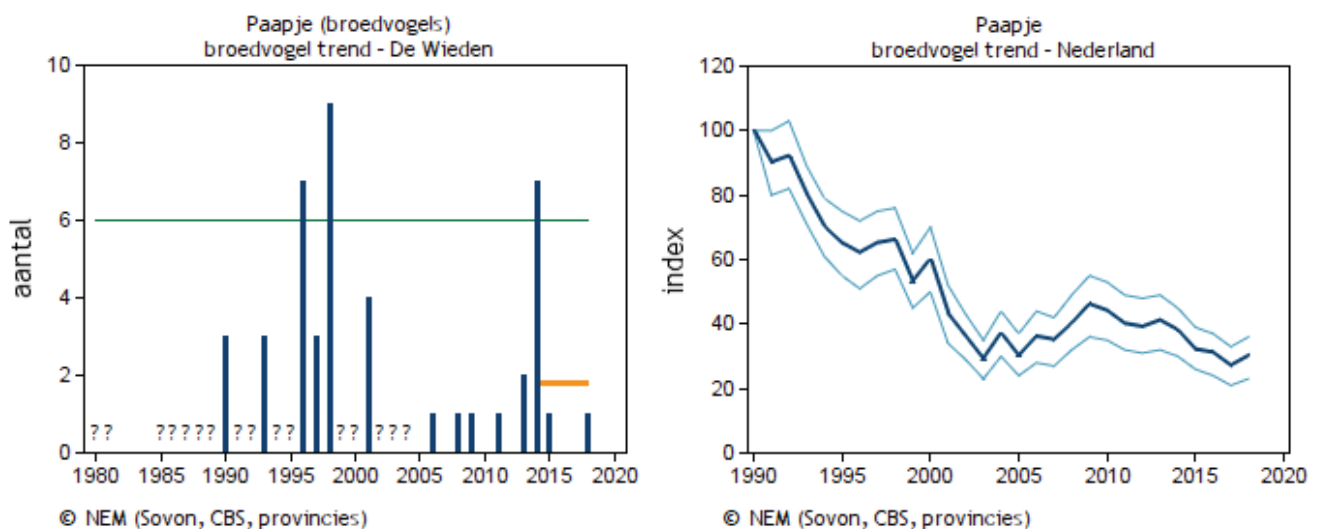 Paapje (broedvogels)
broedvogel trend - De Wieden
10
8
6
4
2
0
aantal
?? ????? ?? ?? ?? ???
1980 1985 1990 1995 2000 2005 2010 2015 2020
© NEM (Sovon, CBS, provincies)
Paapje
broedvogel trend - Nederland
120
100
80
60
40
20
0
index
1990 1995 2000 2005 2010 2015 2020
© NEM (Sovon, CBS, provincies)